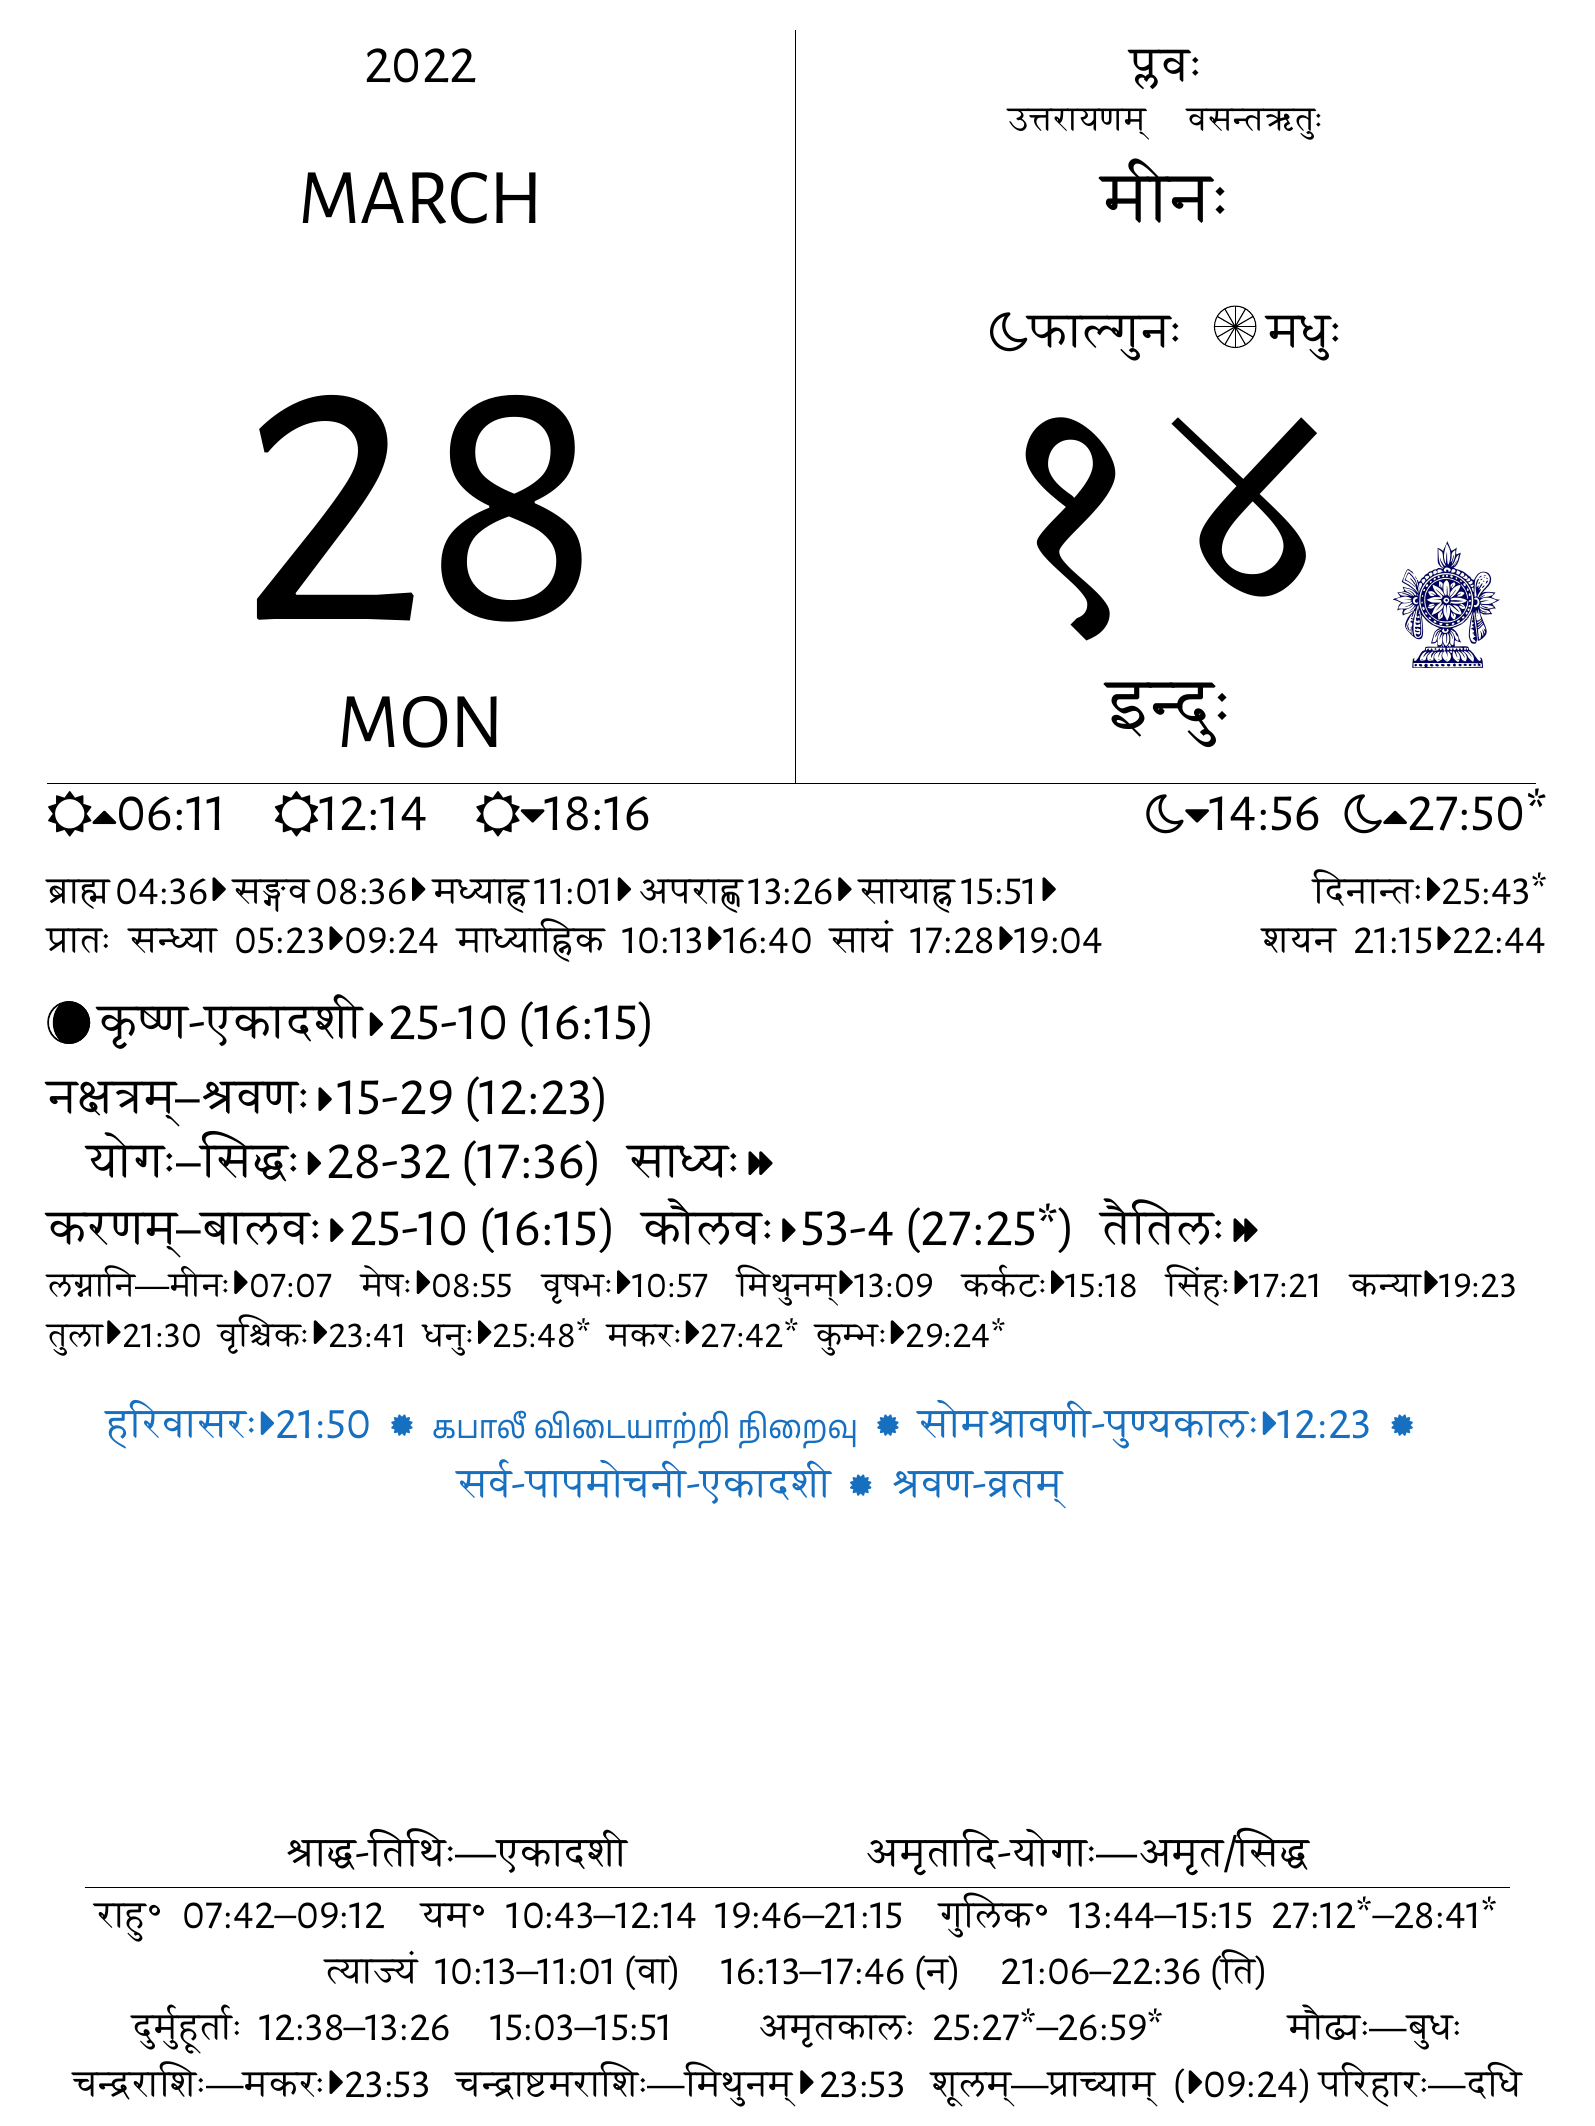 2022
MARCH
28
MON
प्लवः
उत्तरायणम् वसन्तऋतुः
मीनः
फाल्गुनः मधुः
१४
इन्दुः
06:11 12:14 18:16 14:56 27:50*
ब्राह्म 04:36 सङ्गव 08:36 मध्याह्न 11:01 अपराह्ण 13:26 सायाह्न 15:51 दिनान्तः 25:43*
प्रातः सन्ध्या 05:23 09:24 माध्याह्निक 10:13 16:40 सायं 17:28 19:04 शयन 21:15 22:44
कृष्ण-एकादशी 25-10 (16:15)
नक्षत्रम्–श्रवणः 15-29 (12:23)
योगः–सिद्धः 28-32 (17:36) साध्यः
करणम्–बालवः 25-10 (16:15) कौलवः 53-4 (27:25*) तैतिलः
लग्नानि—मीनः 07:07 मेषः 08:55 वृषभः 10:57 मिथुनम् 13:09 कर्कटः 15:18 सिंहः 17:21 कन्या 19:23
तुला 21:30 वृश्चिकः 23:41 धनुः 25:48* मकरः 27:42* कुम्भः 29:24*
हरिवासरः 21:50 கபாலீ விடையாற்றி நிறைவு सोमश्रावणी-पुण्यकालः 12:23
सर्व-पापमोचनी-एकादशी श्रवण-व्रतम्
श्राद्ध-तिथिः—एकादशी अमृतादि-योगाः—अमृत/सिद्ध
राहु॰ 07:42–09:12 यम॰ 10:43–12:14 19:46–21:15 गुलिक॰ 13:44–15:15 27:12*–28:41*
त्याज्यं 10:13–11:01 (वा) 16:13–17:46 (न) 21:06–22:36 (ति)
दुर्मुहूर्ताः 12:38–13:26 15:03–15:51 अमृतकालः 25:27*–26:59* मौढ्यः—बुधः
चन्द्रराशिः—मकरः 23:53 चन्द्राष्टमराशिः—मिथुनम् 23:53 शूलम्—प्राच्याम् ( 09:24) परिहारः—दधि